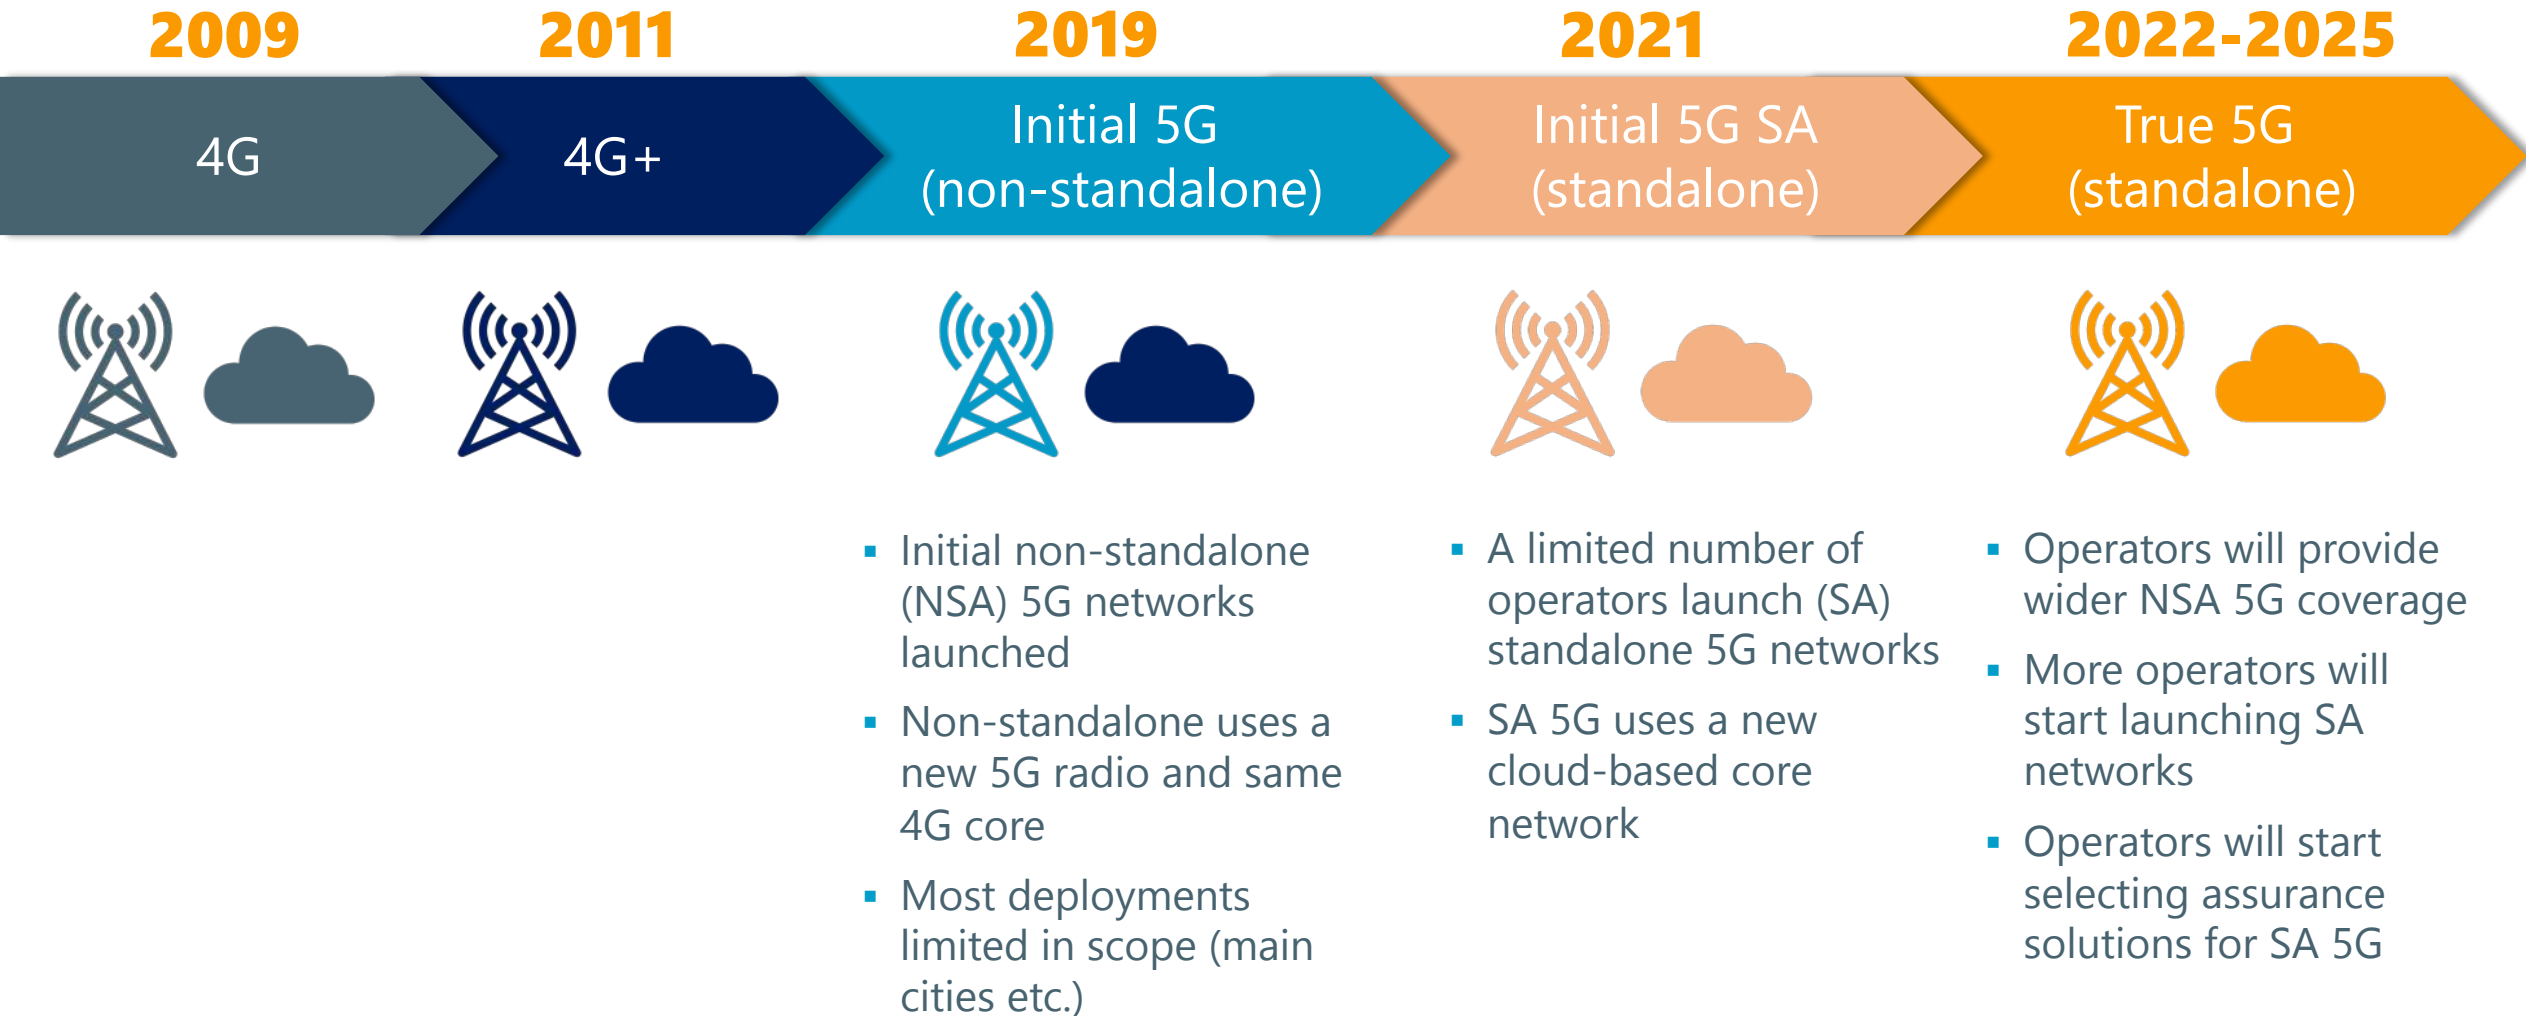 2009
2011
2019
2021
2022-2025
4G
4G+
Initial 5G
(non-standalone)
Initial 5G SA
(standalone)
True 5G
(standalone)
▪ Initial non-standalone
(NSA) 5G networks
launched
▪ Non-standalone uses a
new 5G radio and same
4G core
▪ Most deployments
limited in scope (main
cities etc.)
▪ A limited number of
operators launch (SA)
standalone 5G networks
▪ SA 5G uses a new
cloud-based core
network
▪ Operators will provide
wider NSA 5G coverage
▪ More operators will
start launching SA
networks
▪ Operators will start
selecting assurance
solutions for SA 5G